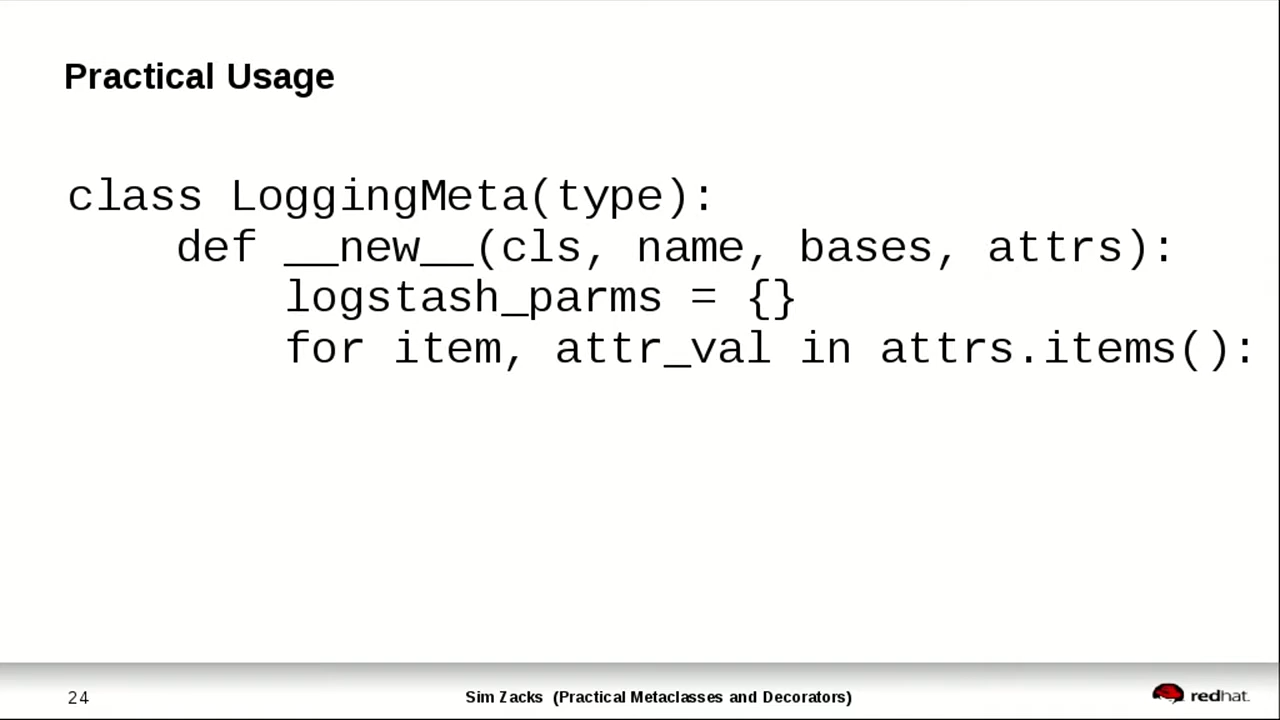 Practical Usage
class LoggingMeta(type):
    def __new__(cls, name, bases, attrs):
        logstash_parms = {}
        for item, attr_val in attrs.items():
24
Sim Zacks (Practical Metaclasses and Decorators)
redhat.